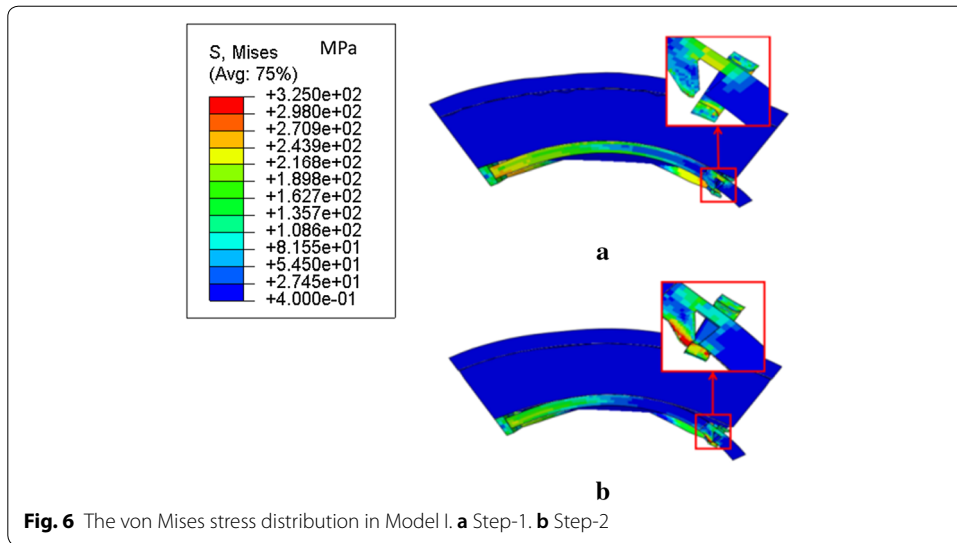 S, Mises MPa
(Avg: 75%)
+3.250e+02
+2.980e+02
+2.709e+02
+2.439e+02
+2.168e+02
+1.898e+02
+1.627e+02
+1.357e+02
+1.086e+02
+8.155e+01
+5.450e+01
+2.745e+01
+4.000e-01
a
b
Fig. 6 The von Mises stress distribution in Model I. a Step-1. b Step-2